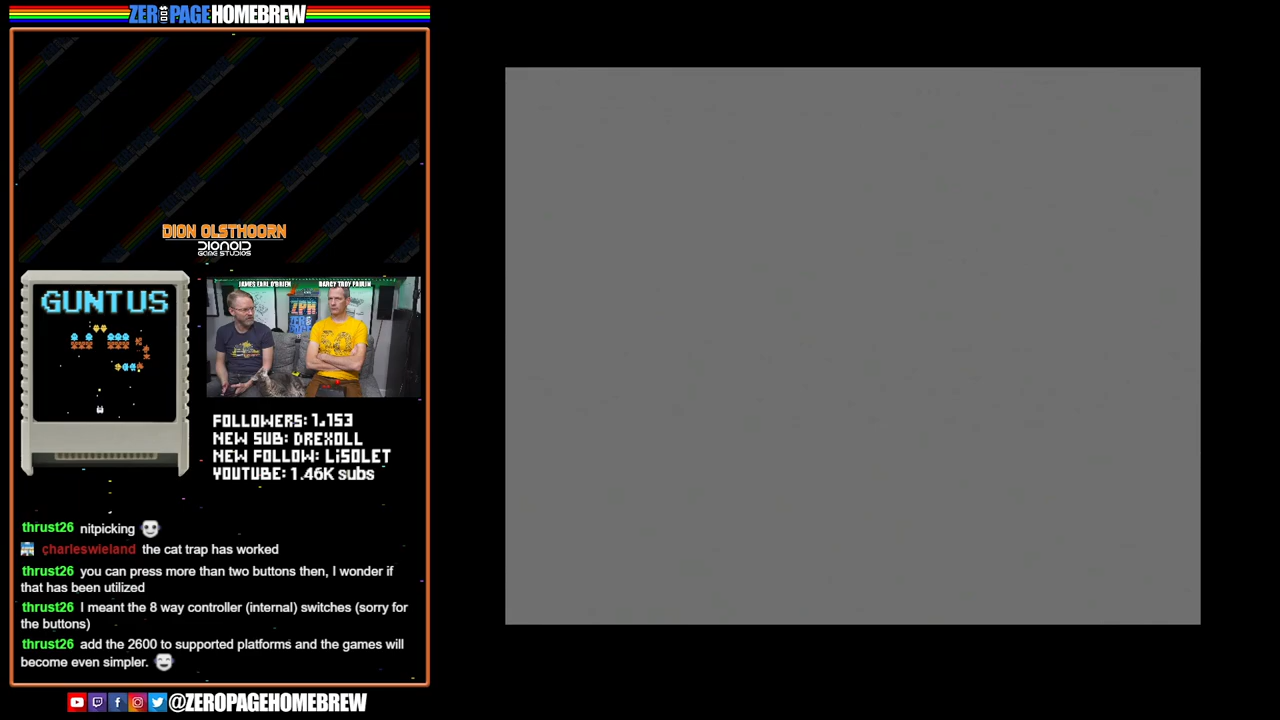 ZER PAGE HOMEBREW
DION OLSTHOORN
DIONOID
GAME STUDIOS
GUNTUS
JAMES EARL O'BRIEN
DARCY TROY PAULIN
ZPH
FOLLOWERS: 1,153
NEW SUB: DREXOLL
NEW FOLLOW: LISOLET
YOUTUBE: 1.46K subs
thrust26 nitpicking
charleswieland the cat trap has worked
thrust26 you can press more than two buttons then, I wonder if
that has been utilized
thrust26 I meant the 8 way controller (internal) switches (sorry for
the buttons)
thrust26 add the 2600 to supported platforms and the games will
become even simpler.
@ZEROPAGEHOMEBREW